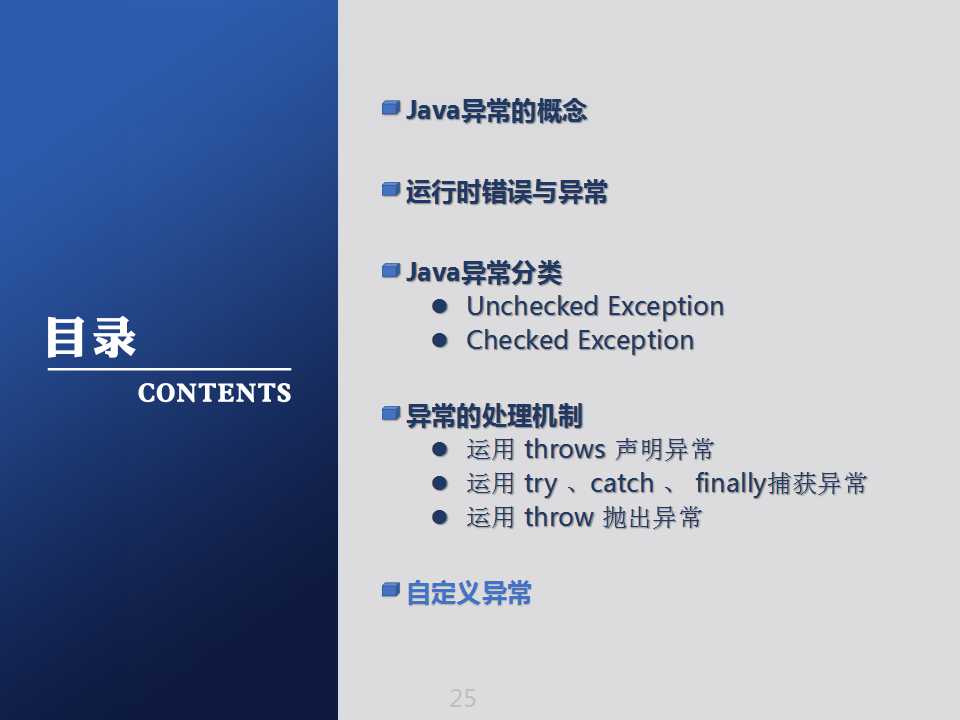 目录
CONTENTS
Java异常的概念
运行时错误与异常
Java异常分类
Unchecked Exception
Checked Exception
异常的处理机制
运用 throws 声明异常
运用 try 、catch 、 finally捕获异常
运用 throw 抛出异常
自定义异常
25